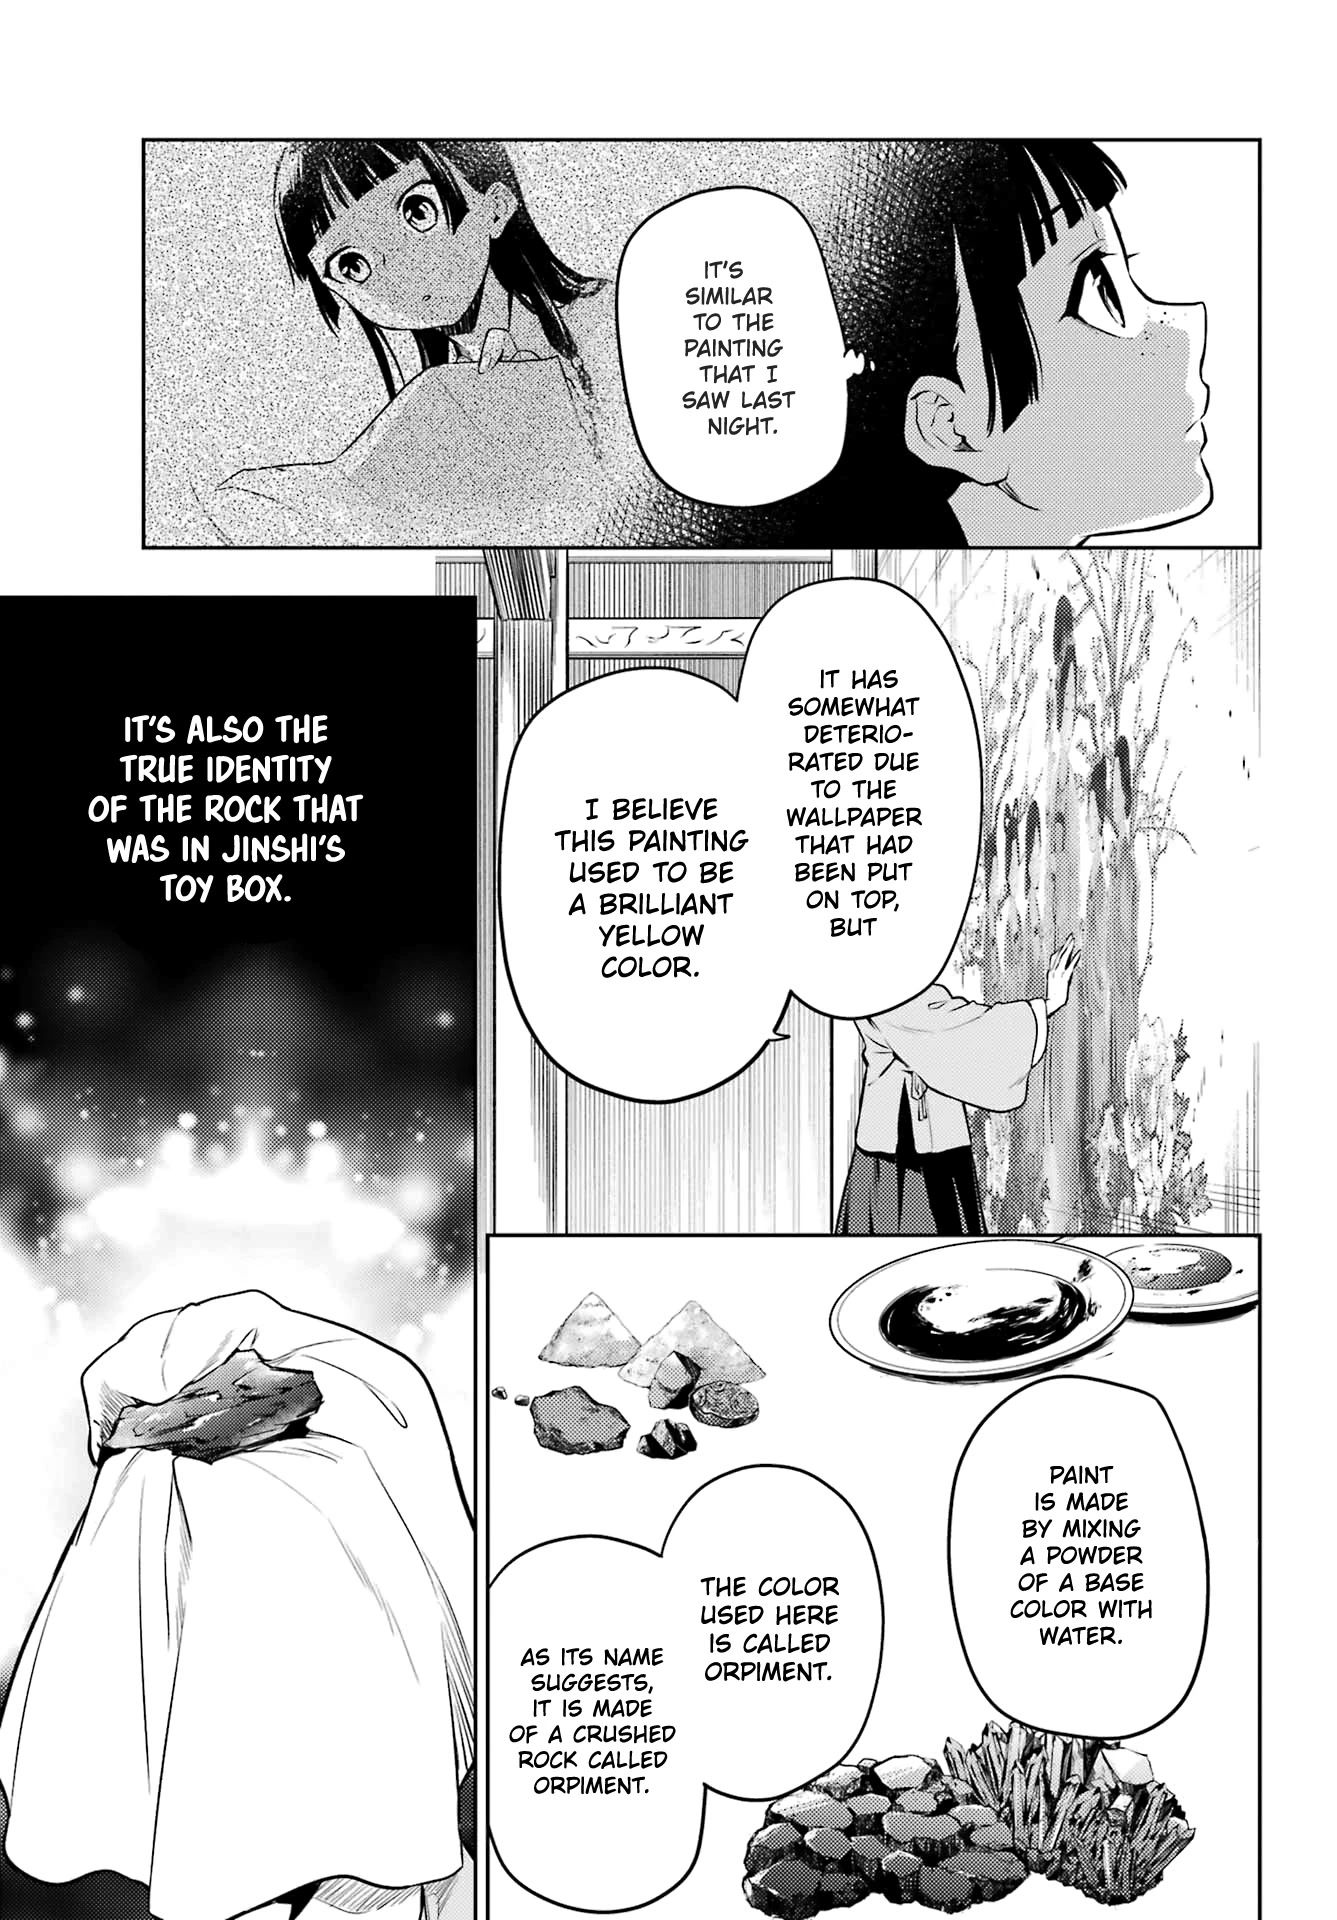 IT'S
SIMILAR
TO THE
PAINTING
THAT I
SAW LAST
NIGHT.
IT HAS
SOMEWHAT
DETERIO-
RATED DUE
TO THE
WALLPAPER
THAT HAD
BEEN PUT
ON TOP,
BUT
I BELIEVE
THIS PAINTING
USED TO BE
A BRILLIANT
YELLOW
COLOR.
PAINT
IS MADE
BY MIXING
A POWDER
OF A BASE
COLOR WITH
WATER.
THE COLOR
USED HERE
IS CALLED
ORPIMENT.
AS ITS NAME
SUGGESTS,
IT IS MADE
OF A CRUSHED
ROCK CALLED
ORPIMENT.
IT'S ALSO THE
TRUE IDENTITY
OF THE ROCK THAT
WAS IN JINSHI'S
TOY BOX.